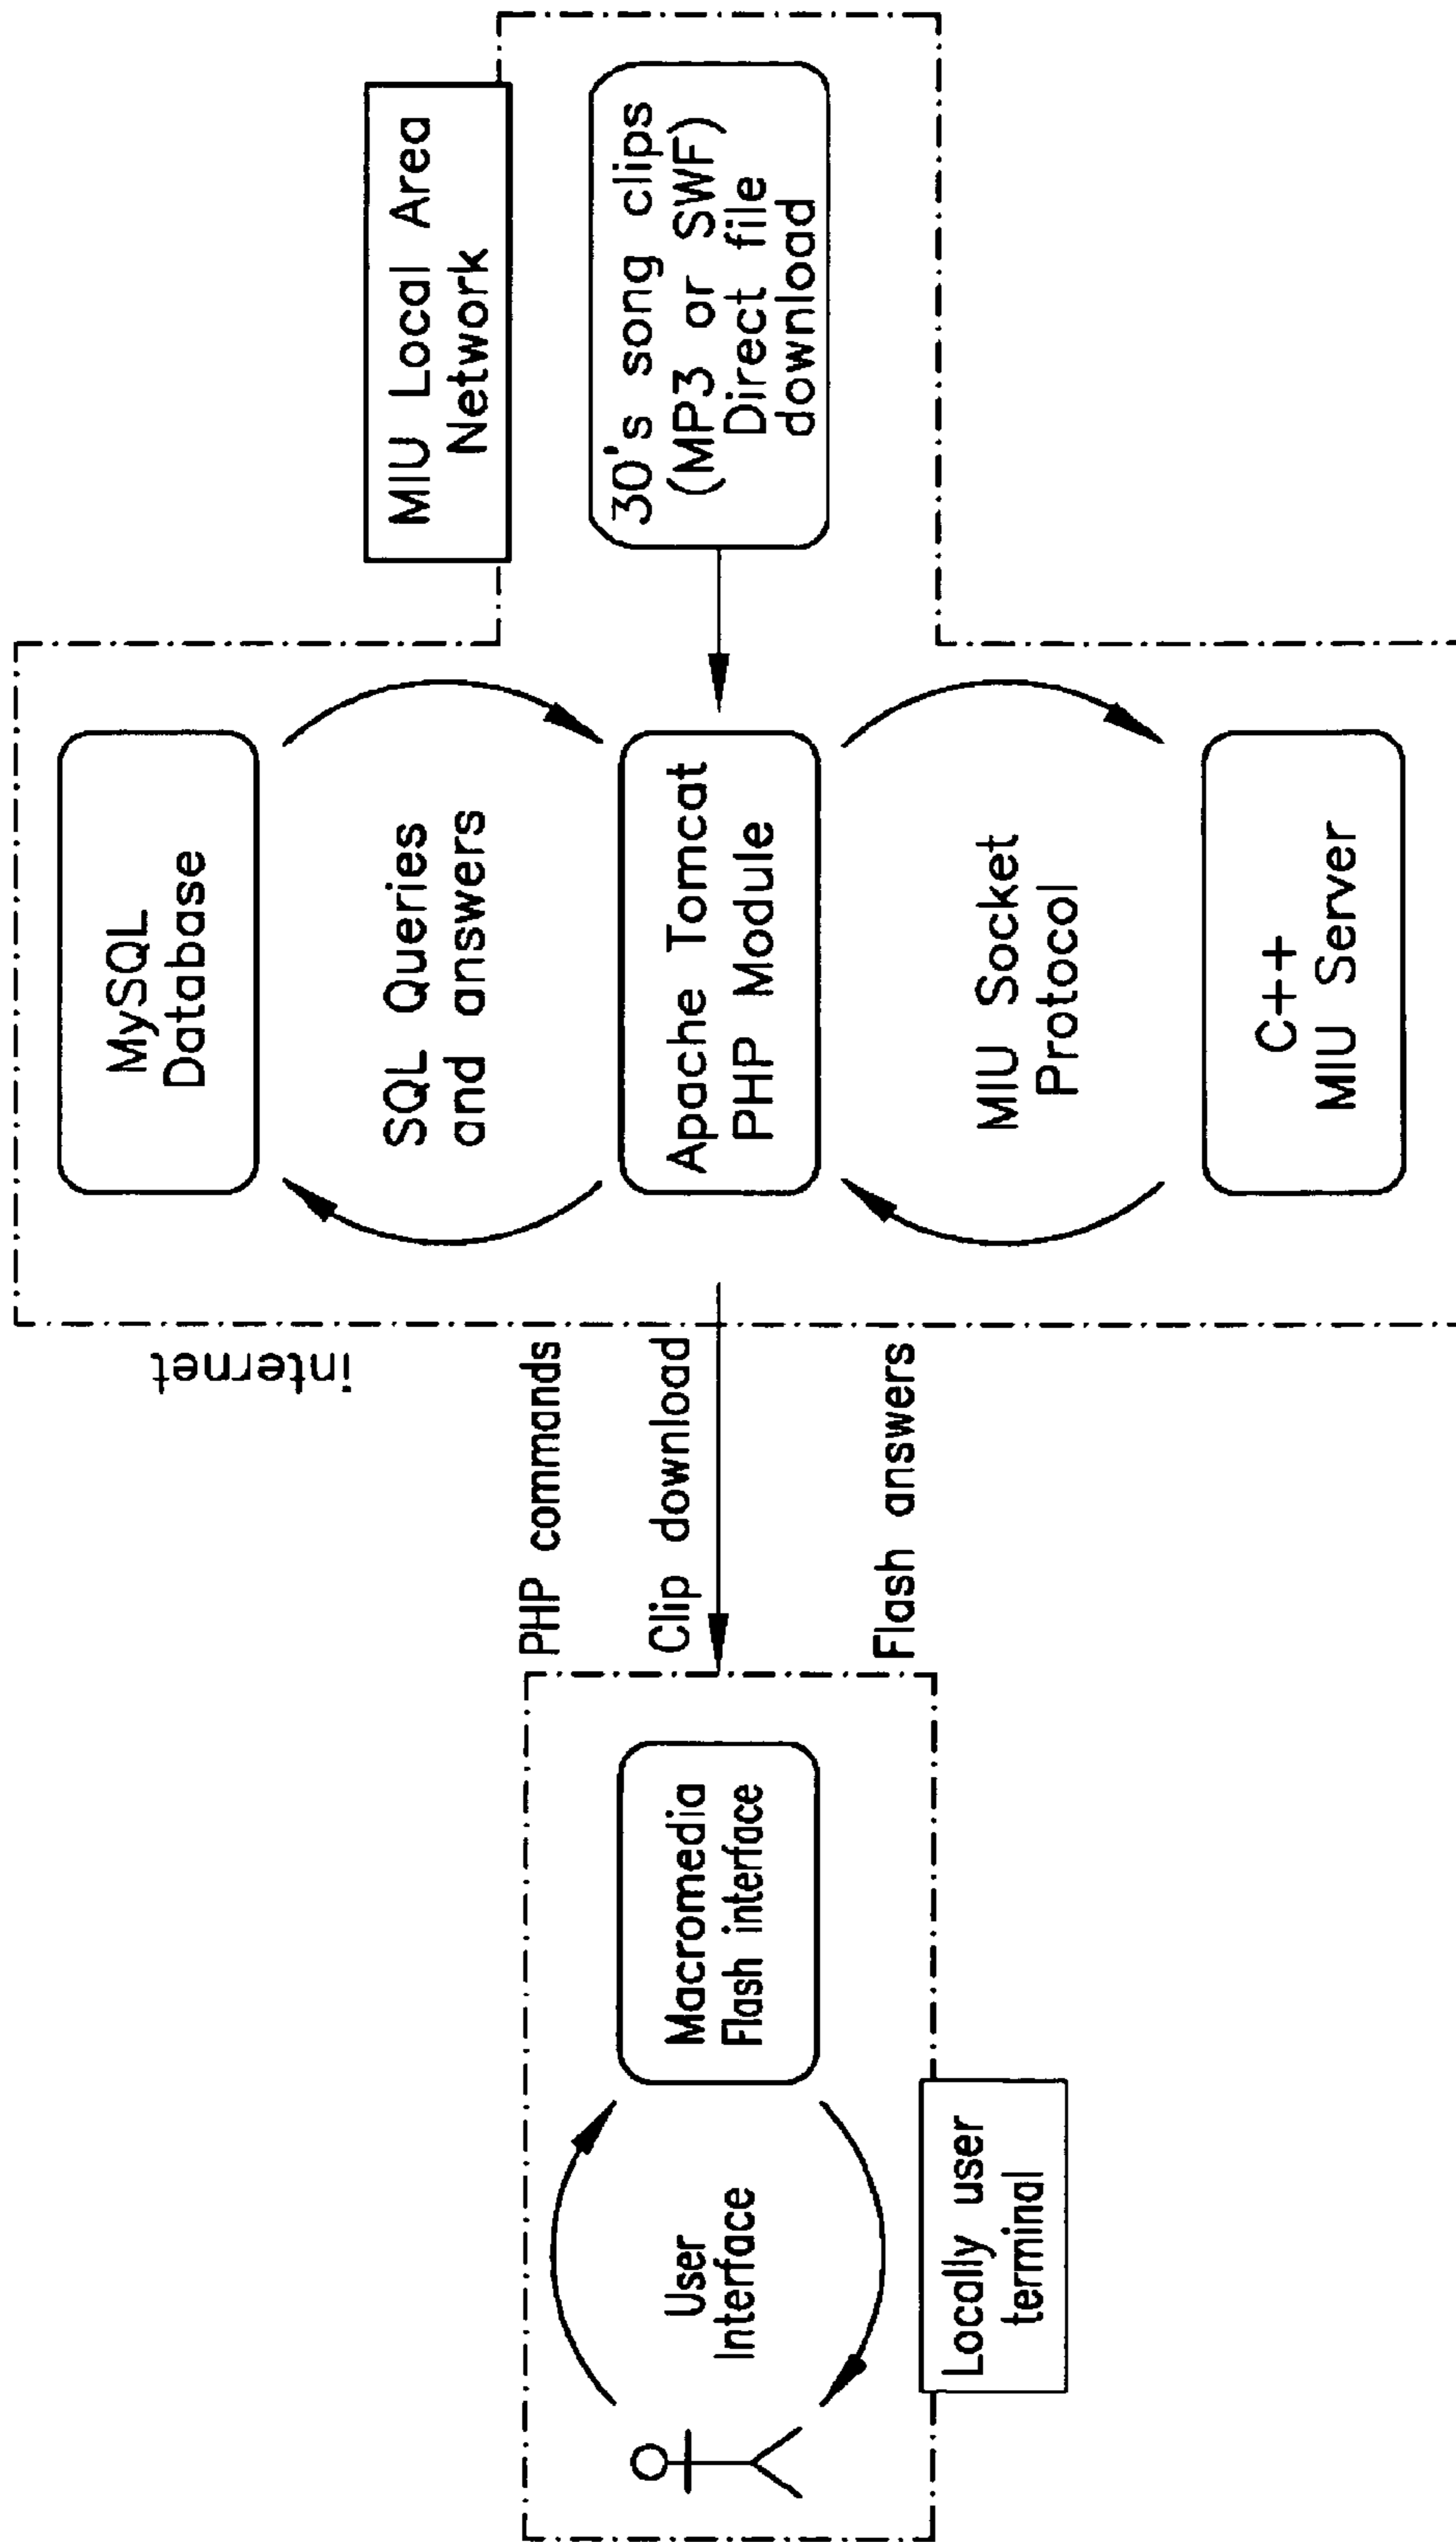 MySQL
Database
SQL Queries
and answers
Apache Tomcat
PHP Module
MIU Socket
Protocol
C++
MIU Server
MIU Local Area
Network
30's song clips
(MP3 or SWF)
Direct file
download
internet
PHP commands
Clip download
Flash answers
Macromedia
Flash interface
User
Interface
Locally user
terminal